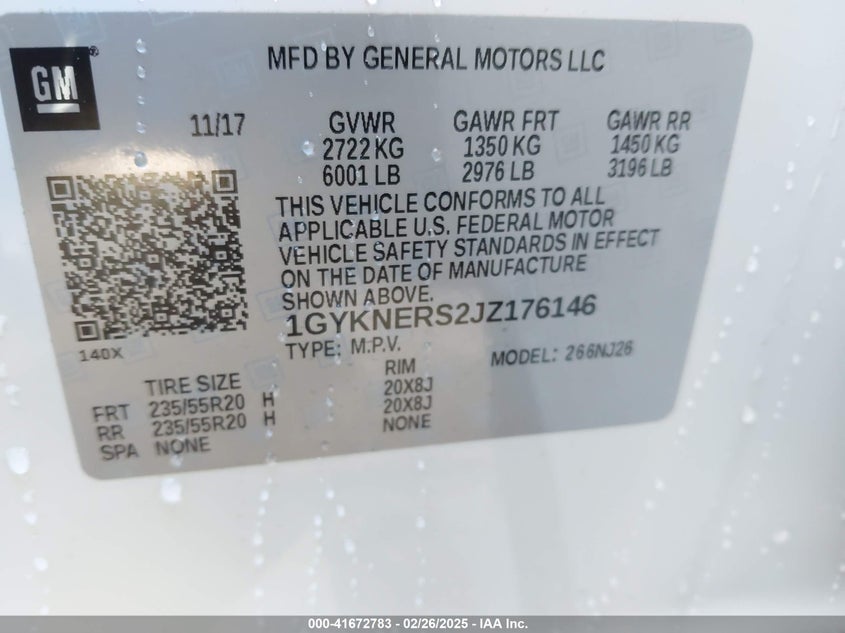 GM
MFD BY GENERAL MOTORS LLC
11/17 GVWR GAWR FRT GAWR RR
2722 KG 1350 KG 1450 KG
6001 LB 2976 LB 3196 LB
THIS VEHICLE CONFORMS TO ALL
APPLICABLE U.S. FEDERAL MOTOR
VEHICLE SAFETY STANDARDS IN EFFECT
ON THE DATE OF MANUFACTURE
SHOWN ABOVE.
1GYKNERS2JZ176146
140X
TYPE: M.P.V. MODEL: 266NJ26
TIRE SIZE RIM
FRT 235/55R20 H 20X8J
RR 235/55R20 H 20X8J
SPA NONE NONE
000-41672783 - 02/26/2025 - IAA Inc.